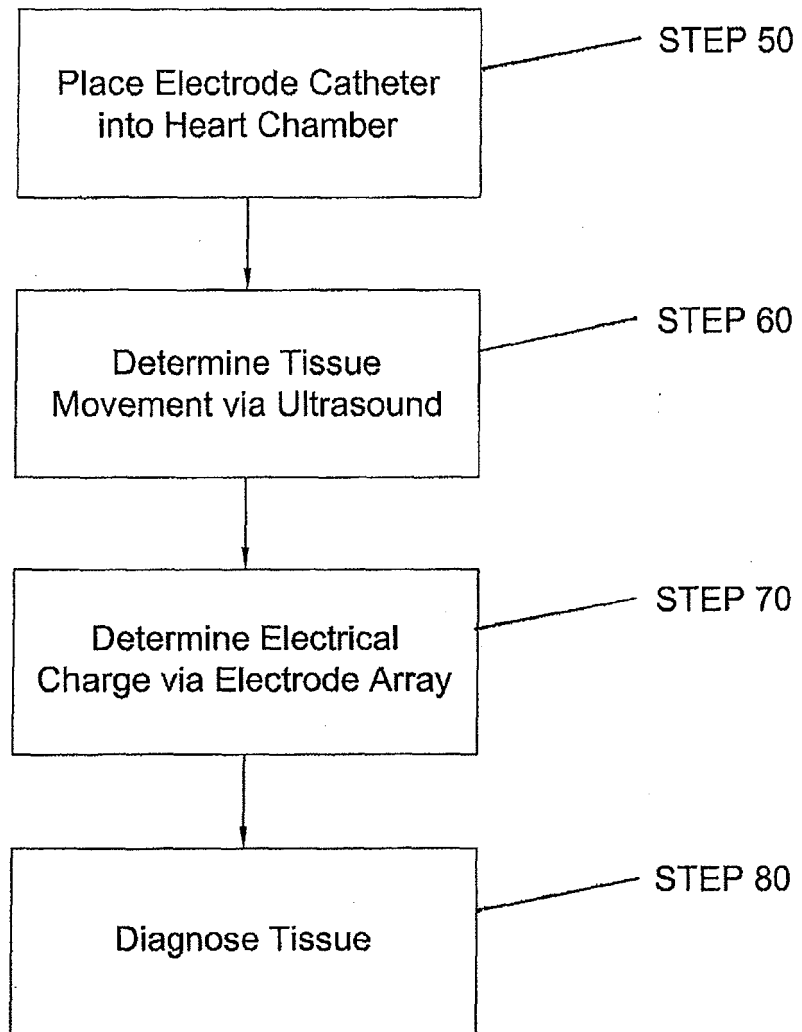 Place Electrode Catheter
into Heart Chamber
STEP 50
Determine Tissue
Movement via Ultrasound
STEP 60
Determine Electrical
Charge via Electrode Array
STEP 70
Diagnose Tissue
STEP 80